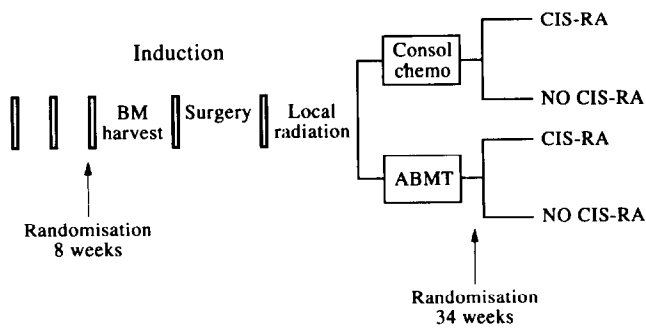 Induction
BM
harvest
Surgery
Local
radiation
Randomisation
8 weeks
Consol
chemo
CIS-RA
NO CIS-RA
ABMT
CIS-RA
NO CIS-RA
Randomisation
34 weeks